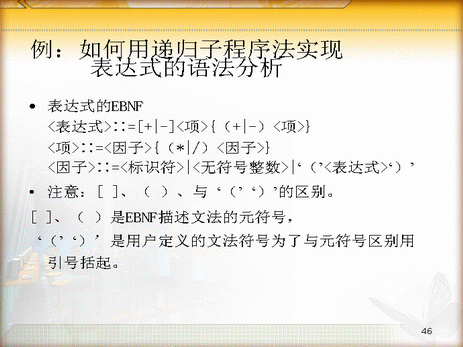 例：如何用递归子程序法实现
表达式的语法分析
• 表达式的EBNF
<表达式>::=[+|-]<项>{（+|-）<项>}
<项>::=<因子>{（*|/）<因子>}
<因子>::=<标识符>|<无符号整数>|‘（’<表达式>‘）’
• 注意：[ ]、（ ）、与‘（’‘）’的区别。
[ ]、（ ）是EBNF描述文法的元符号，
‘（’‘）’是用户定义的文法符号为了与元符号区别用
引号括起。
46